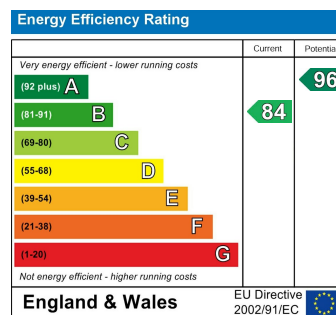 Energy Efficiency Rating
Current Potentia
Very energy efficient - lower running costs
(92 plus) A
96
(81-91) B
84
(69-80) C
(55-68) D
(39-54) E
(21-38) F
(1-20) G
Not energy efficient - higher running costs
England & Wales
EU Directive
2002/91/EC